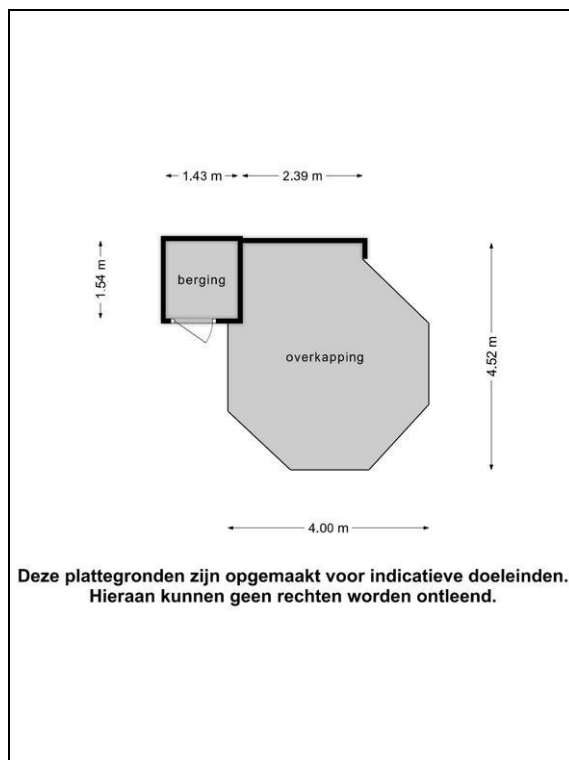 1.43 m 2.39 m
1.54 m
berging
overkapping
4.52 m
4.00 m
Deze plattegronden zijn opgemaakt voor indicatieve doeleinden.
Hieraan kunnen geen rechten worden ontleend.